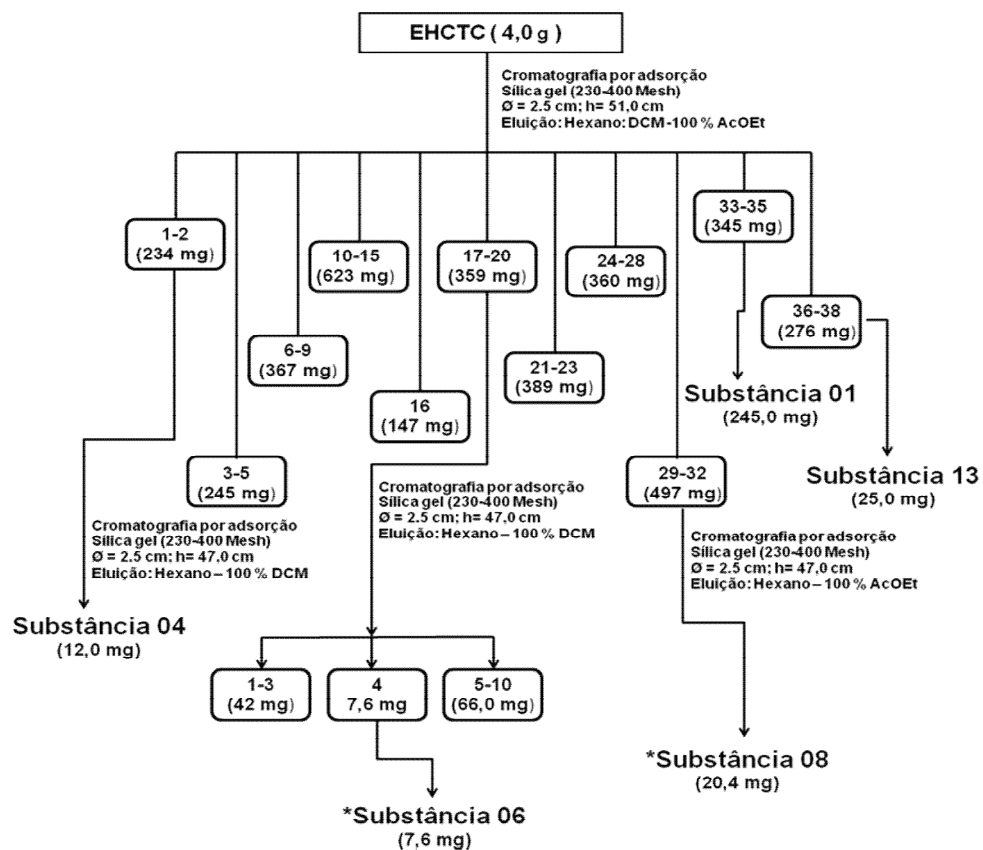 EHCTC ( 4,0 g )
Cromatografia por adsorção
Sílica gel (230-400 Mesh)
Ø = 2.5 cm; h= 51,0 cm
Eluição: Hexano: DCM-100 % AcOEt
1-2
(234 mg)
3-5
(245 mg)
6-9
(367 mg)
10-15
(623 mg)
16
(147 mg)
17-20
(359 mg)
21-23
(389 mg)
24-28
(360 mg)
29-32
(497 mg)
33-35
(345 mg)
36-38
(276 mg)
Substância 01
(245,0 mg)
Substância 13
(25,0 mg)
Cromatografia por adsorção
Sílica gel (230-400 Mesh)
Ø = 2.5 cm; h= 47,0 cm
Eluição: Hexano – 100 % DCM
Substância 04
(12,0 mg)
Cromatografia por adsorção
Sílica gel (230-400 Mesh)
Ø = 2.5 cm; h= 47,0 cm
Eluição: Hexano – 100 % DCM
1-3
(42 mg)
4
7,6 mg
5-10
(66,0 mg)
*Substância 06
(7,6 mg)
Cromatografia por adsorção
Sílica gel (230-400 Mesh)
Ø = 2.5 cm; h= 47,0 cm
Eluição: Hexano – 100 % AcOEt
*Substância 08
(20,4 mg)